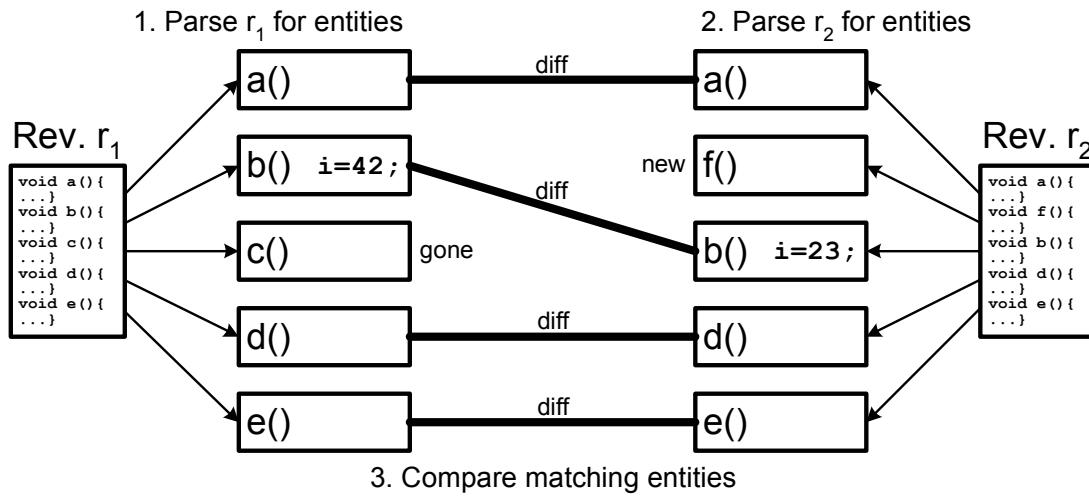 1. Parse r1 for entities
2. Parse r2 for entities
Rev. r1
void a(){
...}
void b(){
...}
void c(){
...}
void d(){
...}
void e(){
...}
a()
b() i=42;
c()
gone
d()
e()
diff
diff
diff
diff
a()
new
f()
b() i=23;
d()
e()
Rev. r2
void a(){
...}
void f(){
...}
void b(){
...}
void d(){
...}
void e(){
...}
3. Compare matching entities